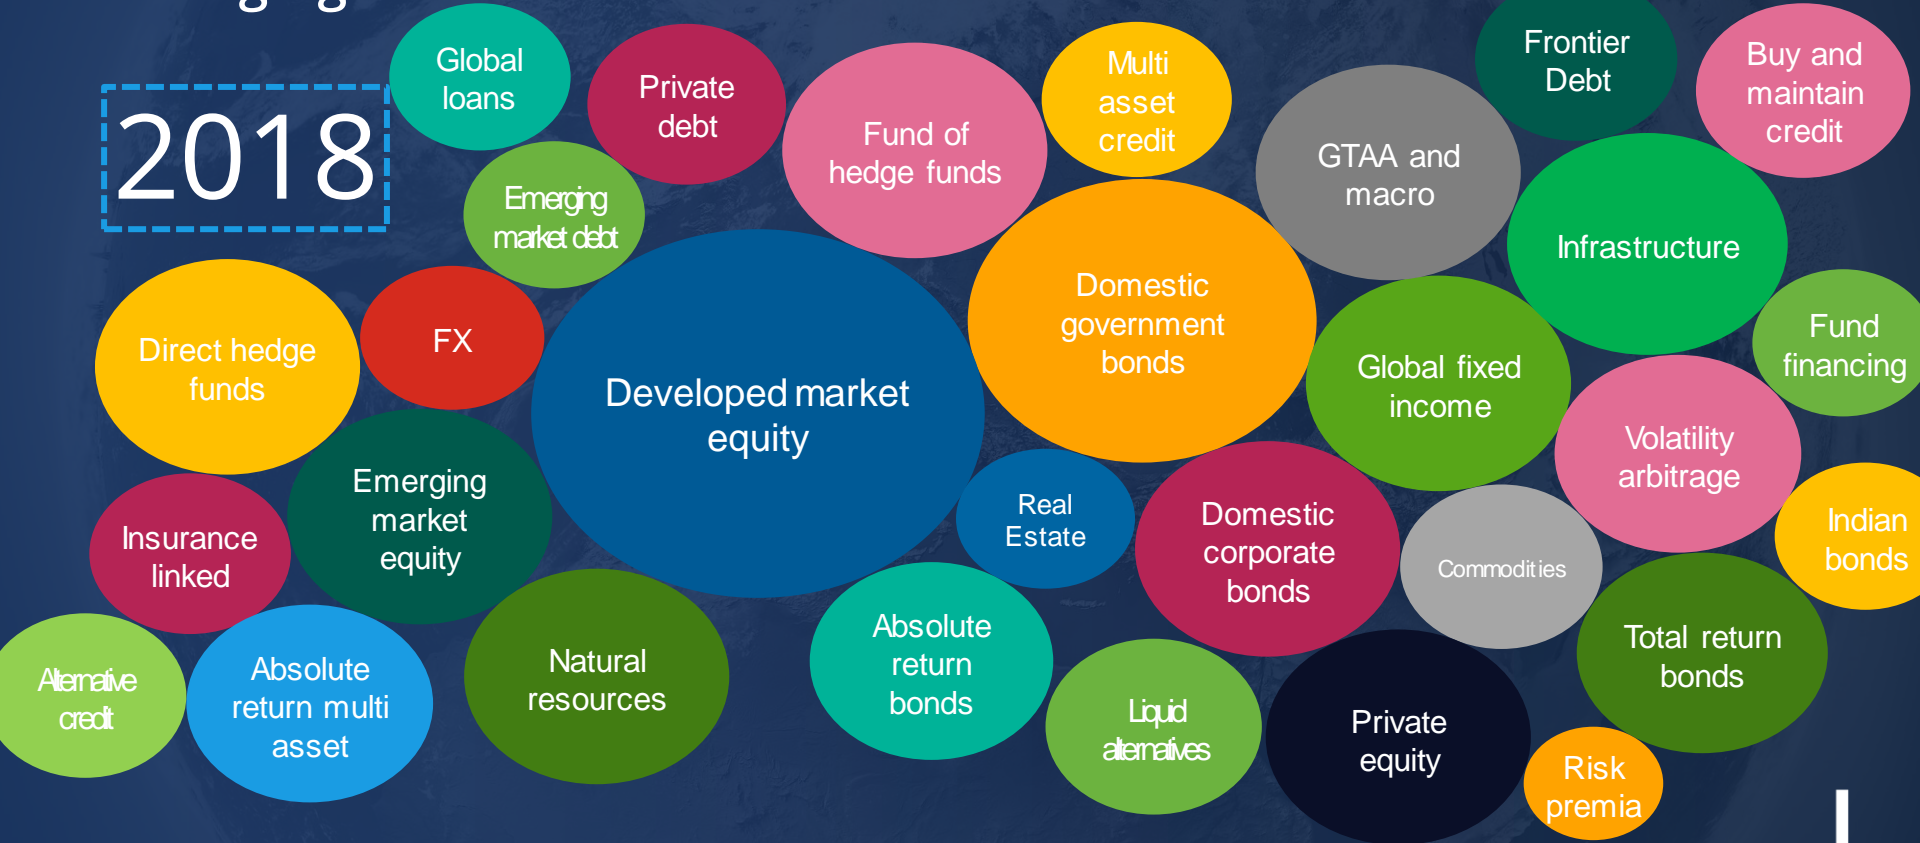 2018
Global
loans
Private
debt
Fund of
hedge funds
Multi
asset
credit
GTAA and
macro
Frontier
Debt
Buy and
maintain
credit
Emerging
market debt
Infrastructure
Direct hedge
funds
FX
Developed market
equity
Domestic
government
bonds
Global fixed
income
Fund
financing
Volatility
arbitrage
Insurance
linked
Emerging
market
equity
Real
Estate
Domestic
corporate
bonds
Commodities
Indian
bonds
Alternative
credit
Absolute
return multi
asset
Natural
resources
Absolute
return
bonds
Liquid
alternatives
Private
equity
Total return
bonds
Risk
premia